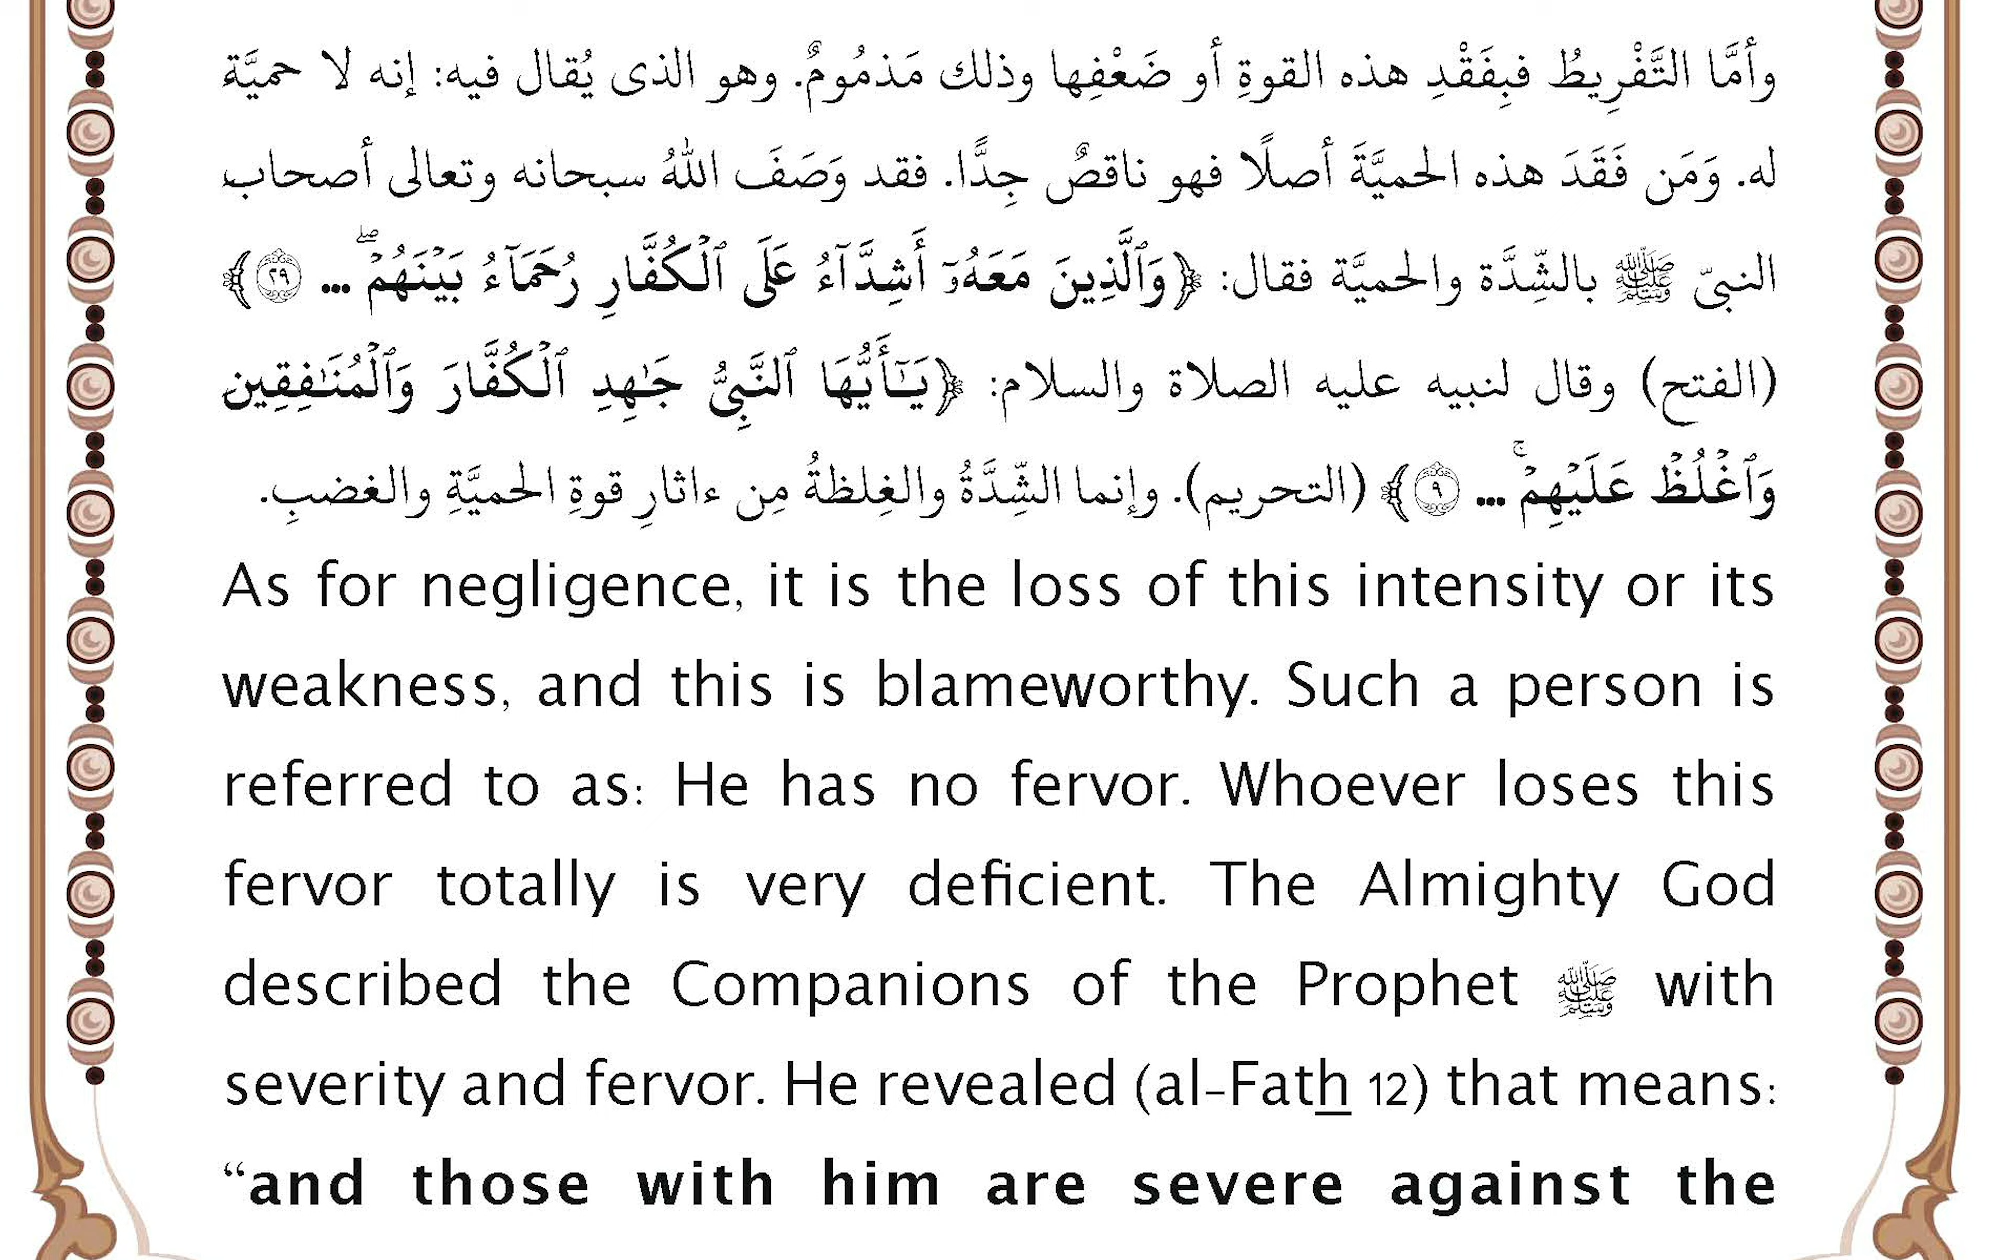 وأمَّا التَّفْرِيطُ فبِفَقْدِ هذه القوةِ أو ضَعْفِها وذلك مَذمُومٌ. وهو الذى يُقال فيه: إنه لا حميَّة
له. وَمَن فَقَدَ هذه الحميَّةَ أصلًا فهو ناقصٌ جِدًّا. فقد وَصَفَ اللهُ سبحانه وتعالى أصحاب
النبىّ ﷺ بالشِّدَّة والحميَّة فقال: ﴿وَٱلَّذِينَ مَعَهُۥٓ أَشِدَّآءُ عَلَى ٱلْكُفَّارِ رُحَمَآءُ بَيْنَهُمْۖ ... ٢٩﴾
(الفتح) وقال لنبيه عليه الصلاة والسلام: ﴿يَـٰٓأَيُّهَا ٱلنَّبِىُّ جَـٰهِدِ ٱلْكُفَّارَ وَٱلْمُنَـٰفِقِين
وَٱغْلُظْ عَلَيْهِمْۚ ... ٩﴾ (التحريم). وإنما الشِّدَّةُ والغِلظةُ مِن ءاثارِ قوةِ الحميَّةِ والغضبِ.
As for negligence, it is the loss of this intensity or its
weakness, and this is blameworthy. Such a person is
referred to as: He has no fervor. Whoever loses this
fervor totally is very deficient. The Almighty God
described the Companions of the Prophet ﷺ with
severity and fervor. He revealed (al-Fath 12) that means:
“and those with him are severe against the